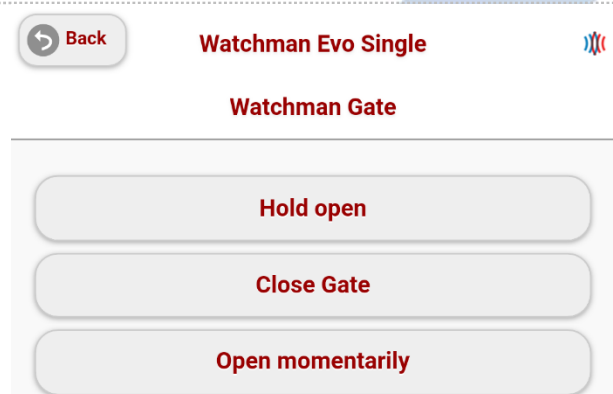 Back
Watchman Evo Single
Watchman Gate
Hold open
Close Gate
Open momentarily